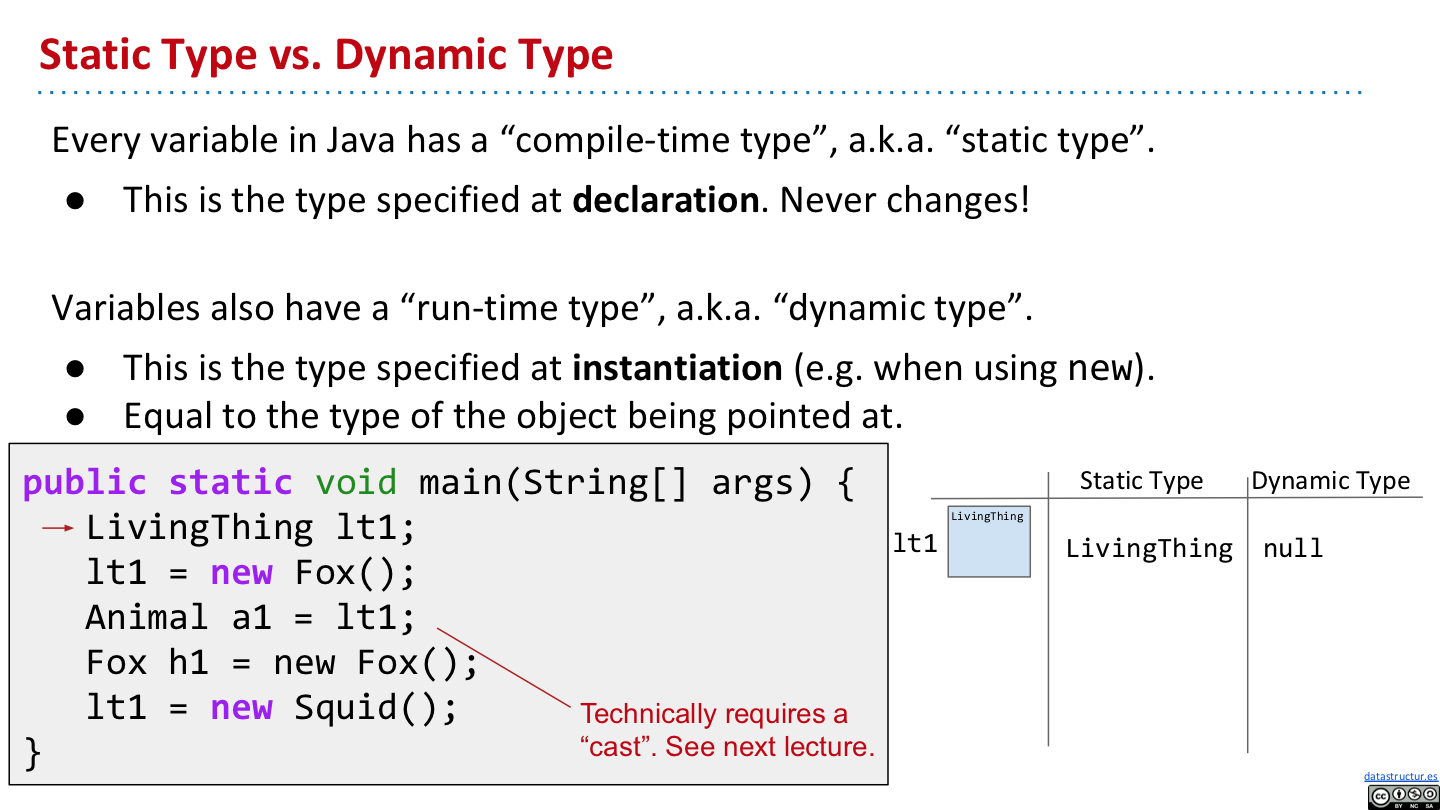 Static Type vs. Dynamic Type
Every variable in Java has a “compile-time type”, a.k.a. “static type”.
● This is the type specified at declaration. Never changes!
Variables also have a “run-time type”, a.k.a. “dynamic type”.
● This is the type specified at instantiation (e.g. when using new).
● Equal to the type of the object being pointed at.
public static void main(String[] args) {
LivingThing lt1;
lt1 = new Fox();
Animal a1 = lt1;
Fox h1 = new Fox();
lt1 = new Squid();
}
Technically requires a
“cast”. See next lecture.
Static Type Dynamic Type
LivingThing
lt1 LivingThing null
datastructur.es
cc
BY NC SA